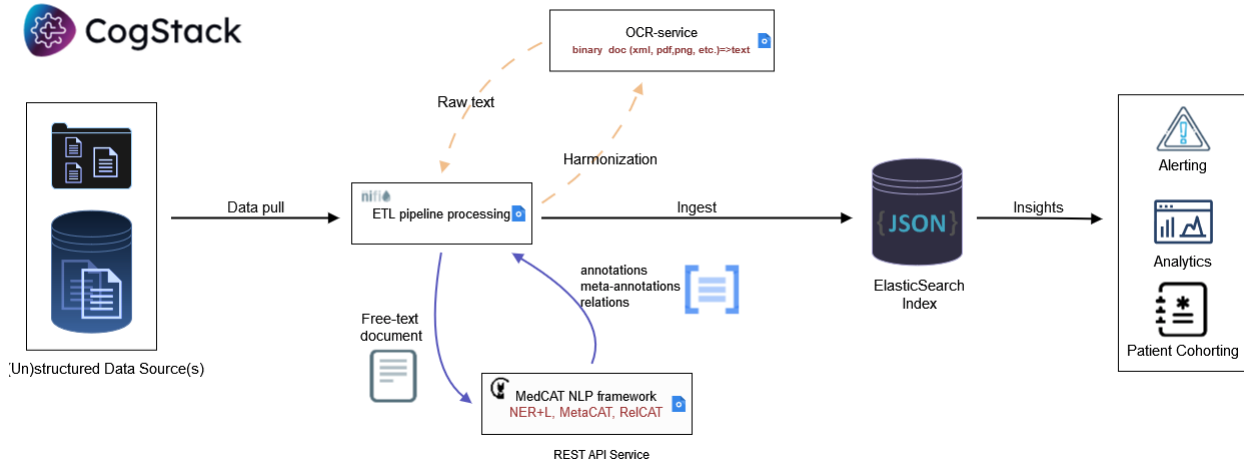 CogStack
OCR-service
binary doc (xml, pdf,png, etc.)=>text
Raw text
Harmonization
nifi
ETL pipeline processing
Data pull
Ingest
{JSON}
ElasticSearch
Index
Insights
Alerting
Analytics
Patient Cohorting
(Un)structured Data Source(s)
annotations
meta-annotations
relations
Free-text
document
MedCAT NLP framework
NER+L, MetaCAT, RelCAT
REST API Service